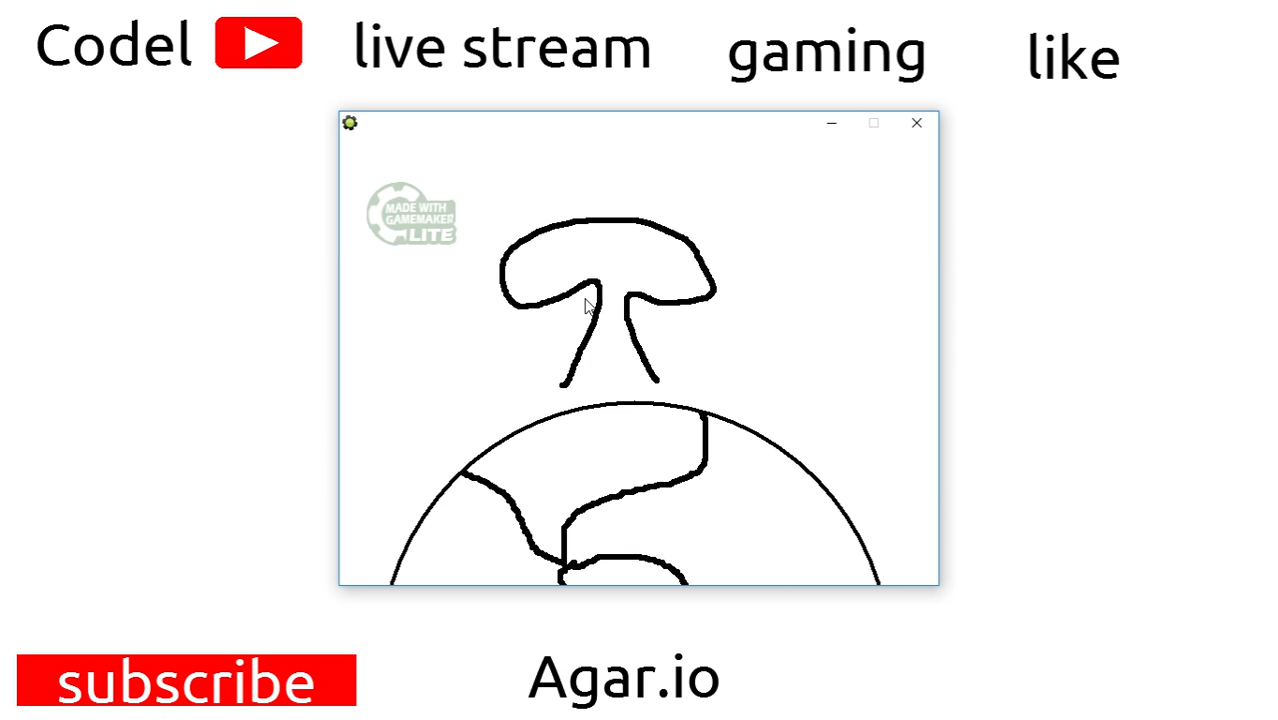 Codel live stream gaming like
MADE WITH
GAMEMAKER
LITE
subscribe Agar.io